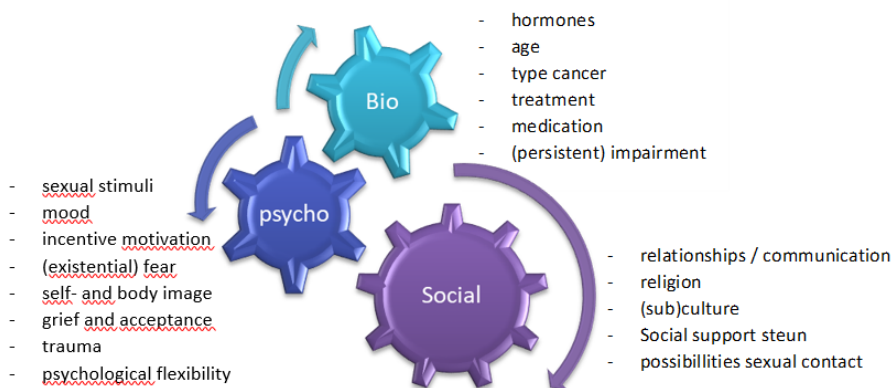 - hormones
- age
- type cancer
- treatment
- medication
- (persistent) impairment
Bio
- sexual stimuli
- mood
- incentive motivation
- (existential) fear
- self- and body image
- grief and acceptance
- trauma
- psychological flexibility
psycho
Social
- relationships / communication
- religion
- (sub)culture
- Social support steun
- possibillities sexual contact